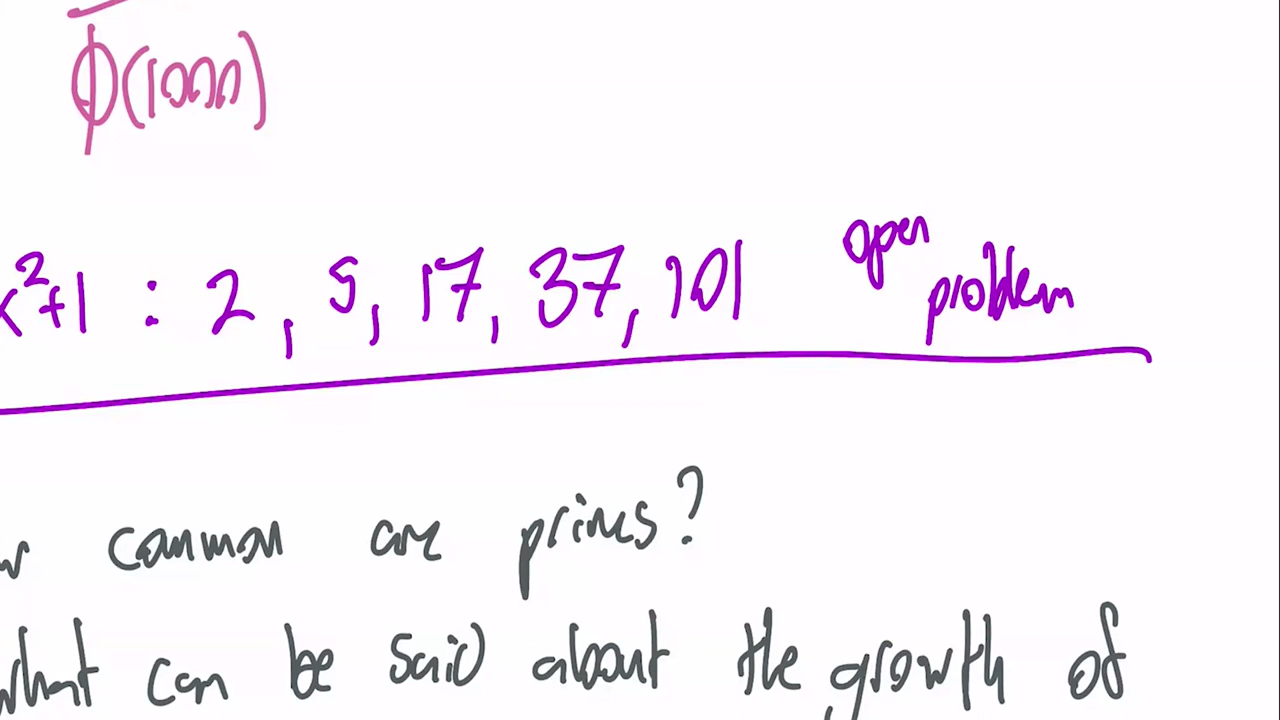 ϕ(1000)
x²+1 : 2, 5, 17, 37, 101 open problem
common are primes?
what can be said about the growth of